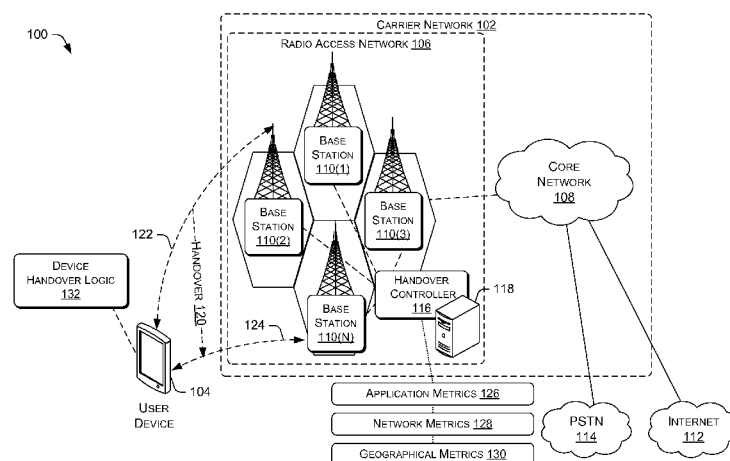 100
CARRIER NETWORK 102
RADIO ACCESS NETWORK 106
BASE
STATION
110(1)
BASE
STATION
110(2)
BASE
STATION
110(3)
CORE
NETWORK
108
122
HANDOVER 120
DEVICE
HANDOVER LOGIC
132
HANDOVER
CONTROLLER
116
118
124
BASE
STATION
110(N)
104
USER
DEVICE
APPLICATION METRICS 126
NETWORK METRICS 128
GEOGRAPHICAL METRICS 130
PSTN
114
INTERNET
112